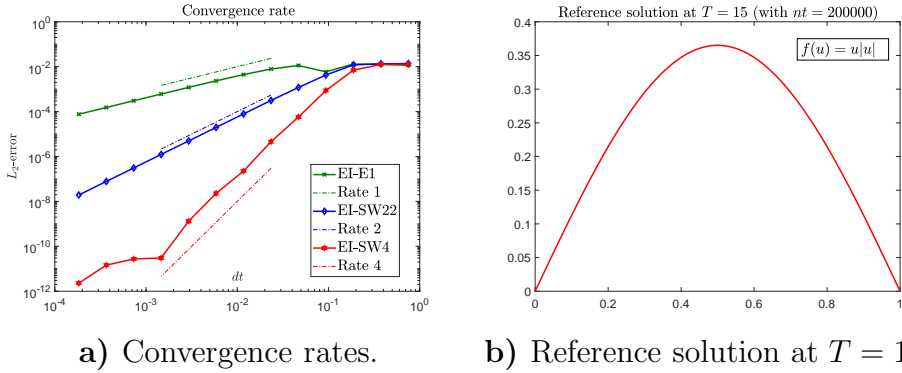 Convergence rate
10^{-2}
10^{-4}
10^{-6}
10^{-8}
10^{-10}
10^{-12}
L_2-error
EI-E1
Rate 1
EI-SW22
Rate 2
EI-SW4
Rate 4
dt
10^{-4} 10^{-3} 10^{-2} 10^{-1} 10^{0}
a) Convergence rates.
Reference solution at T = 15 (with nt = 200000)
f(u) = u|u|
0.4
0.35
0.3
0.25
0.2
0.15
0.1
0.05
0
0 0.2 0.4 0.6 0.8 1
b) Reference solution at T = 1